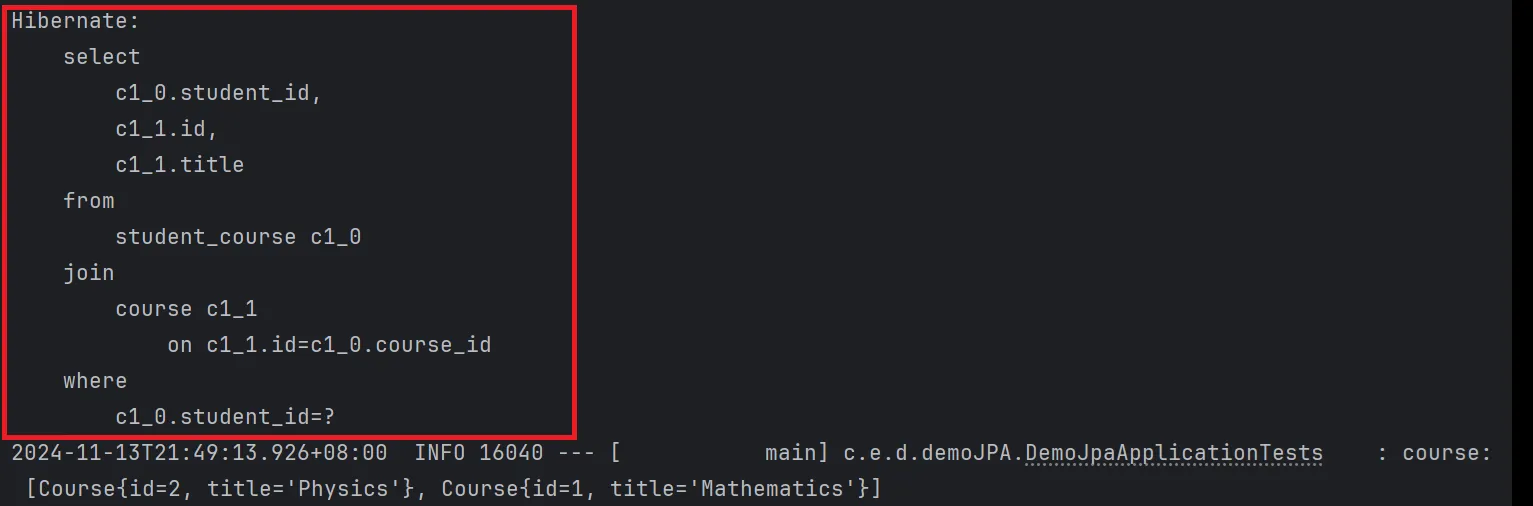 Hibernate:
    select
        c1_0.student_id,
        c1_1.id,
        c1_1.title
    from
        student_course c1_0
    join
        course c1_1
            on c1_1.id=c1_0.course_id
    where
        c1_0.student_id=?
2024-11-13T21:49:13.926+08:00  INFO 16040 --- [           main] c.e.d.demoJPA.DemoJpaApplicationTests    : course:
 [Course{id=2, title='Physics'}, Course{id=1, title='Mathematics'}]